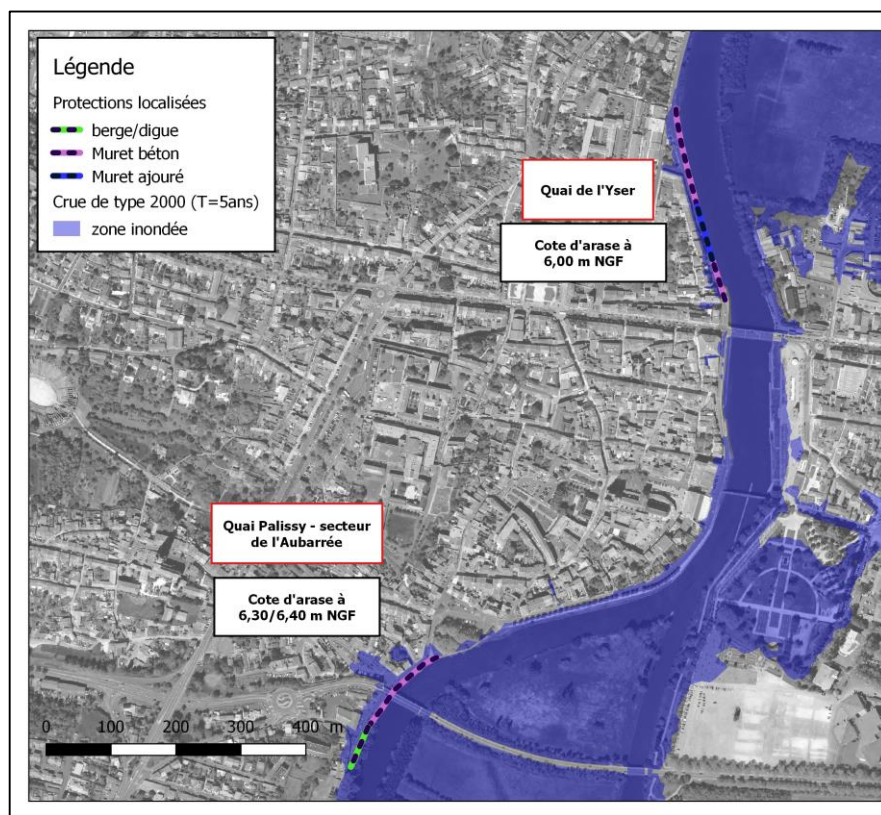 Légende
Protections localisées
berge/digue
Muret béton
Muret ajouré
Crue de type 2000 (T=5ans)
zone inondée
Quai de l'Yser
Cote d'arase à
6,00 m NGF
Quai Palissy - secteur
de l'Aubarrée
Cote d'arase à
6,30/6,40 m NGF
0 100 200 300 400 m